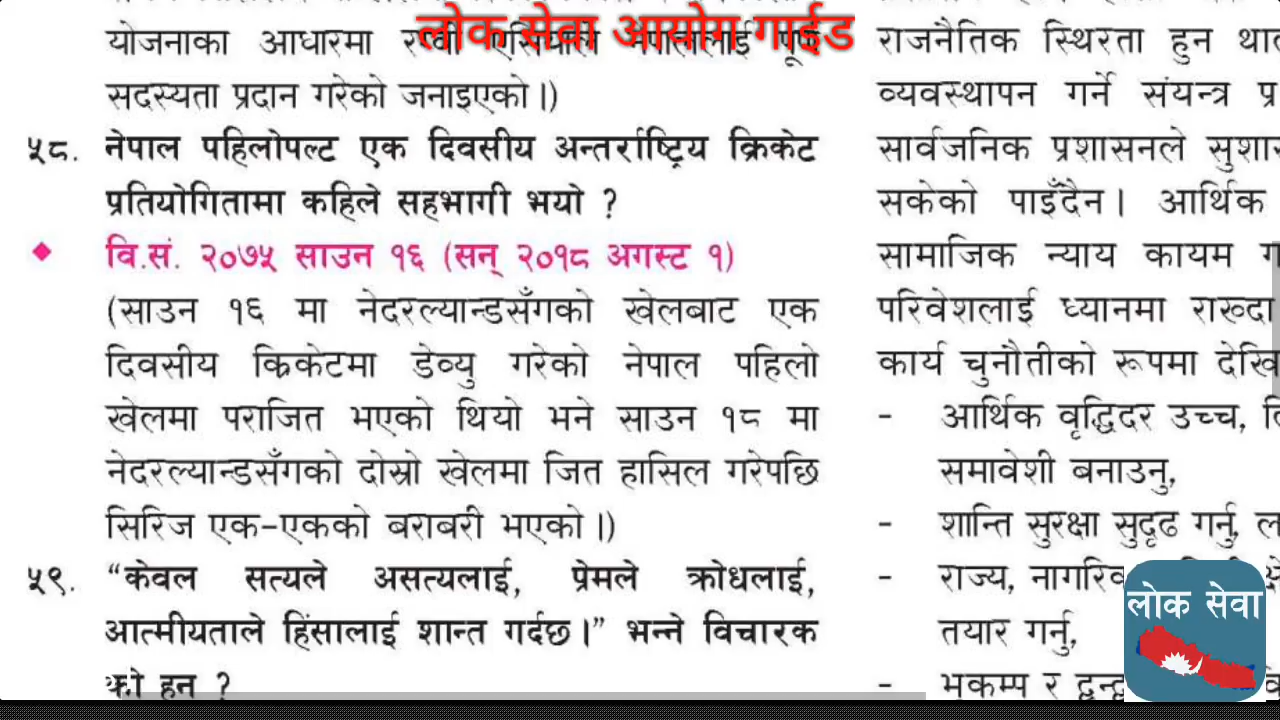 लोक सेवा आयोग गाईड
योजनाका आधारमा
सदस्यता प्रदान गरेको जनाइएको।)
५८. नेपाल पहिलोपल्ट एक दिवसीय अन्तर्राष्ट्रिय क्रिकेट
प्रतियोगितामा कहिले सहभागी भयो ?
वि.सं. २०७५ साउन १६ (सन् २०१८ अगस्ट १)
(साउन १६ मा नेदरल्यान्डसँगको खेलबाट एक
दिवसीय क्रिकेटमा डेव्यु गरेको नेपाल पहिलो
खेलमा पराजित भएको थियो भने साउन १८ मा
नेदरल्यान्डसँगको दोस्रो खेलमा जित हासिल गरेपछि
सिरिज एक-एकको बराबरी भएको।)
५९. “केवल सत्यले असत्यलाई, प्रेमले क्रोधलाई,
आत्मीयताले हिंसालाई शान्त गर्दछ।” भन्ने विचारक
को हुन् ?
राजनैतिक स्थिरता हुन
व्यवस्थापन गर्ने संयन्त्र
सार्वजनिक प्रशासनले
सकेको पाइँदैन। आर्थिक
सामाजिक न्याय कायम
परिवेशलाई ध्यानमा राख्दा
कार्य चुनौतीको रूपमा
- आर्थिक वृद्धिदर उच्च,
समावेशी बनाउनु,
- शान्ति सुरक्षा सुदृढ गर्नु,
- राज्य,
तयार गर्नु,
- भकम्प र
लोक सेवा